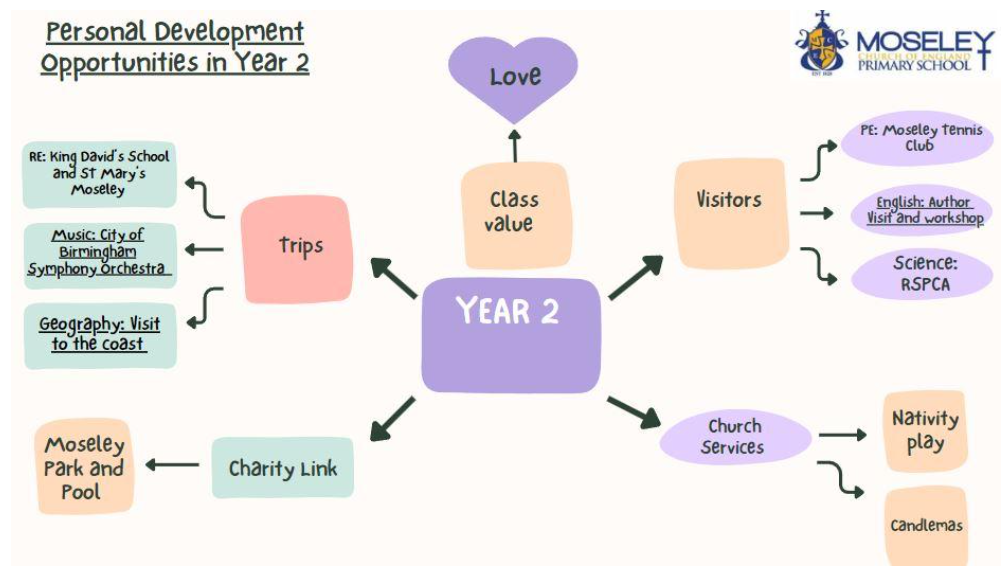 Personal Development
Opportunities in Year 2
MOSELEY
CHURCH OF ENGLAND
PRIMARY SCHOOL
Love
Class
value
YEAR 2
Trips
RE: King David's School
and St Mary's
Moseley
Music: City of
Birmingham
Symphony Orchestra
Geography: Visit
to the coast
Visitors
PE: Moseley Tennis
Club
English: Author
Visit and workshop
Science:
RSPCA
Charity Link
Moseley
Park and
Pool
Church
Services
Nativity
play
Candlemas